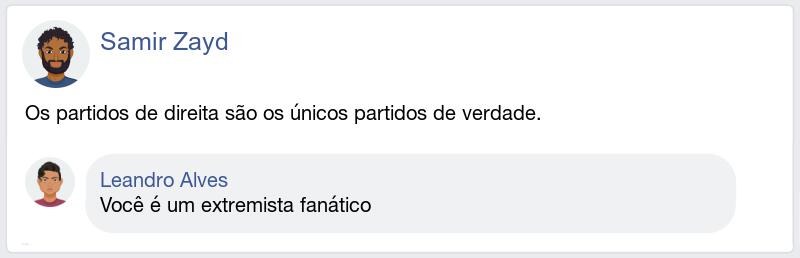 Samir Zayd
Os partidos de direita são os únicos partidos de verdade.
Leandro Alves
Você é um extremista fanático